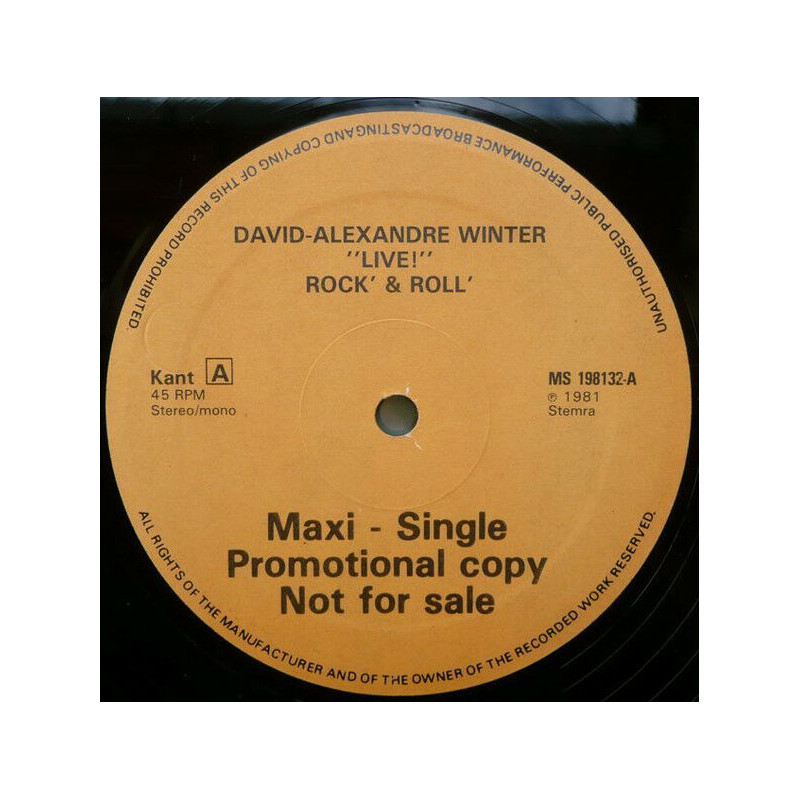 UNAUTHORISED PUBLIC PERFORMANCE BROADCASTING AND COPYING OF THIS RECORD PROHIBITED.
DAVID-ALEXANDRE WINTER
"LIVE!"
ROCK' & ROLL'
Kant A
45 RPM
Stereo/mono
MS 198132-A
℗ 1981
Stemra
Maxi - Single
Promotional copy
Not for sale
ALL RIGHTS OF THE MANUFACTURER AND OF THE OWNER OF THE RECORDED WORK RESERVED.